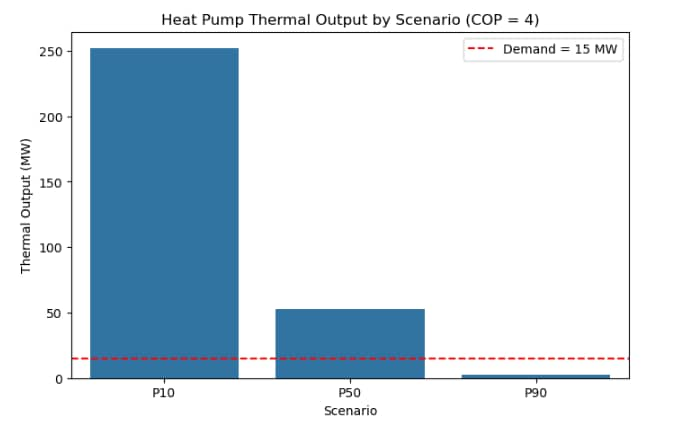 Heat Pump Thermal Output by Scenario (COP = 4)
Demand = 15 MW
Thermal Output (MW)
250
200
150
100
50
0
P10 P50 P90
Scenario